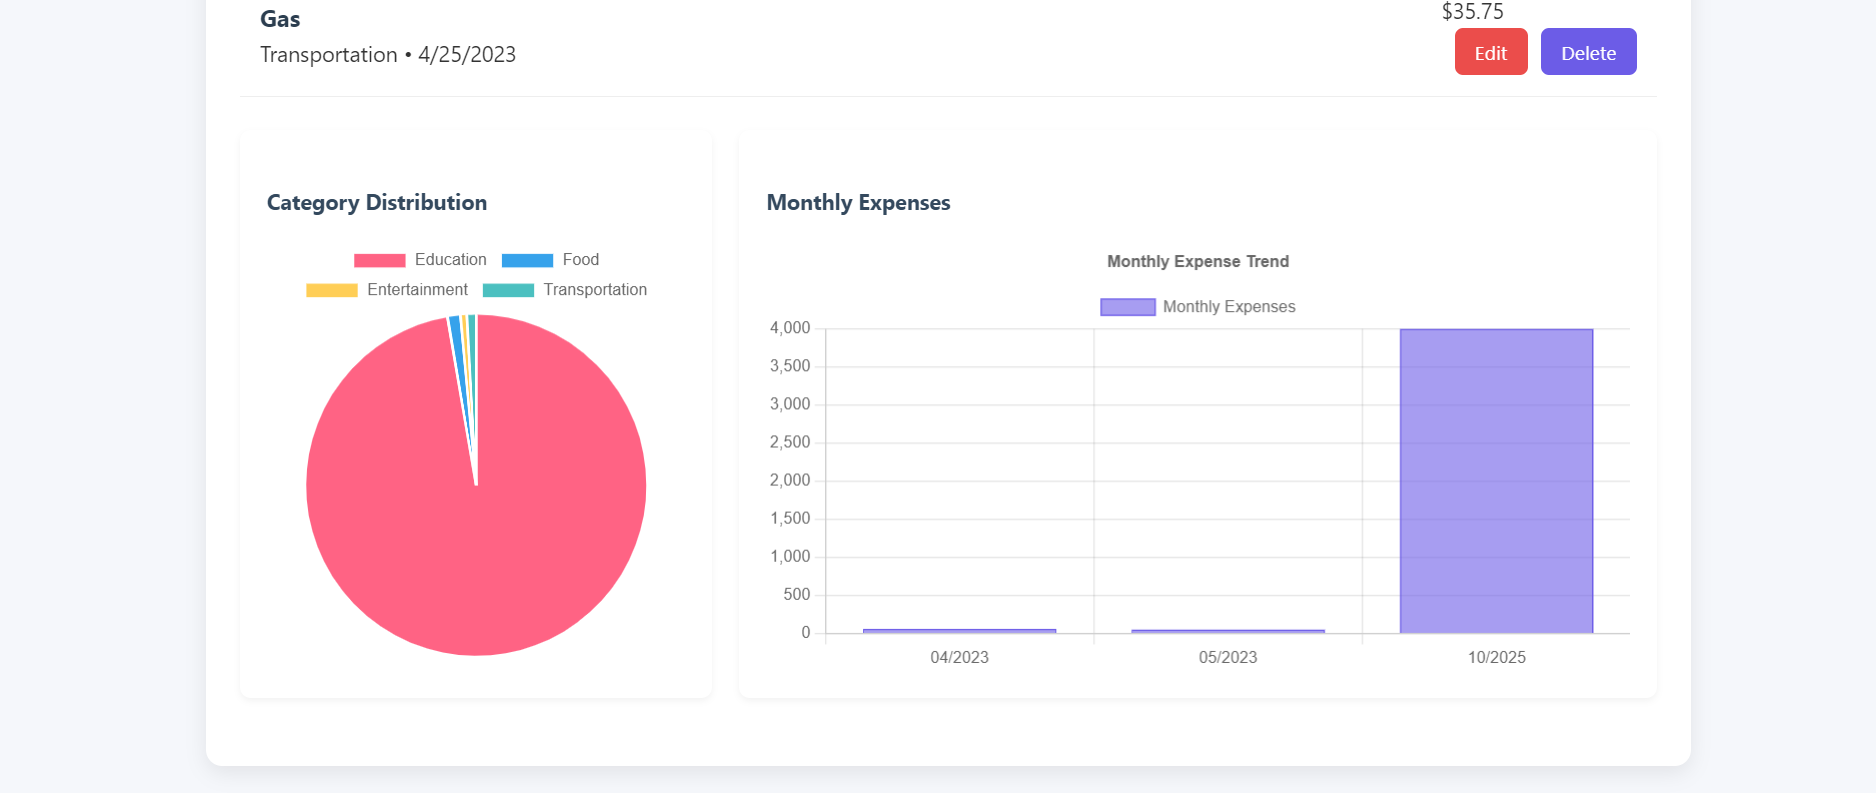 Gas
$35.75
Transportation • 4/25/2023
Edit
Delete
Category Distribution
Education
Food
Entertainment
Transportation
Monthly Expenses
Monthly Expense Trend
Monthly Expenses
4,000
3,500
3,000
2,500
2,000
1,500
1,000
500
0
04/2023
05/2023
10/2025